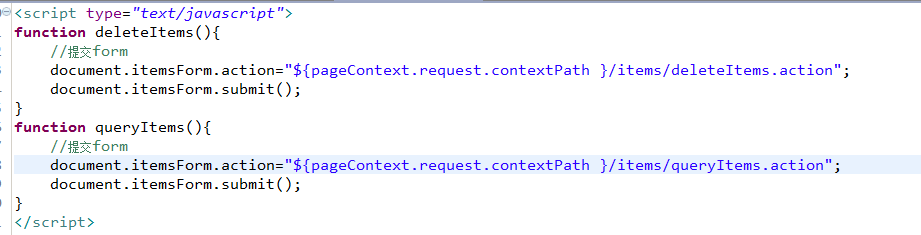 <script type="text/javascript">
function deleteItems(){
    //提交form
    document.itemsForm.action="${pageContext.request.contextPath }/items/deleteItems.action";
    document.itemsForm.submit();
}
function queryItems(){
    //提交form
    document.itemsForm.action="${pageContext.request.contextPath }/items/queryItems.action";
    document.itemsForm.submit();
}
</script>